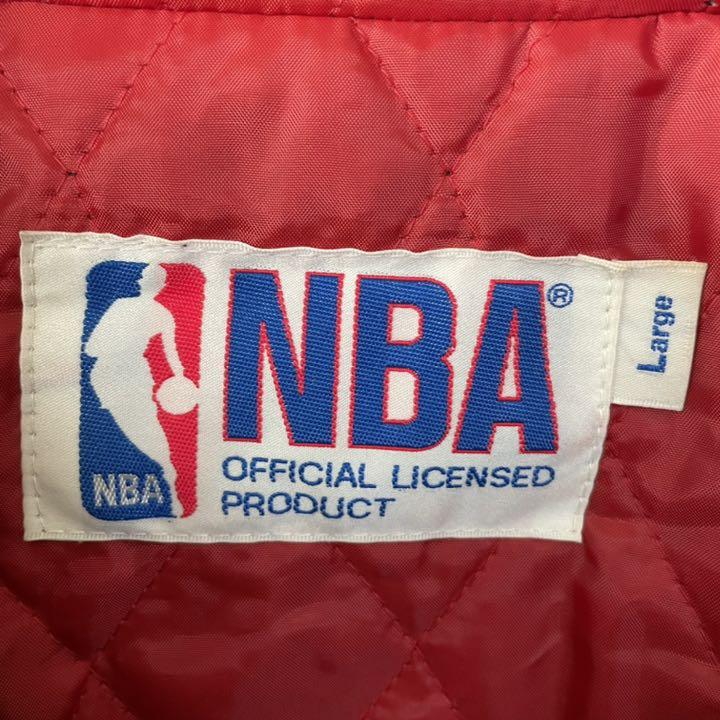 NBA
NBA®
OFFICIAL LICENSED
PRODUCT
Large